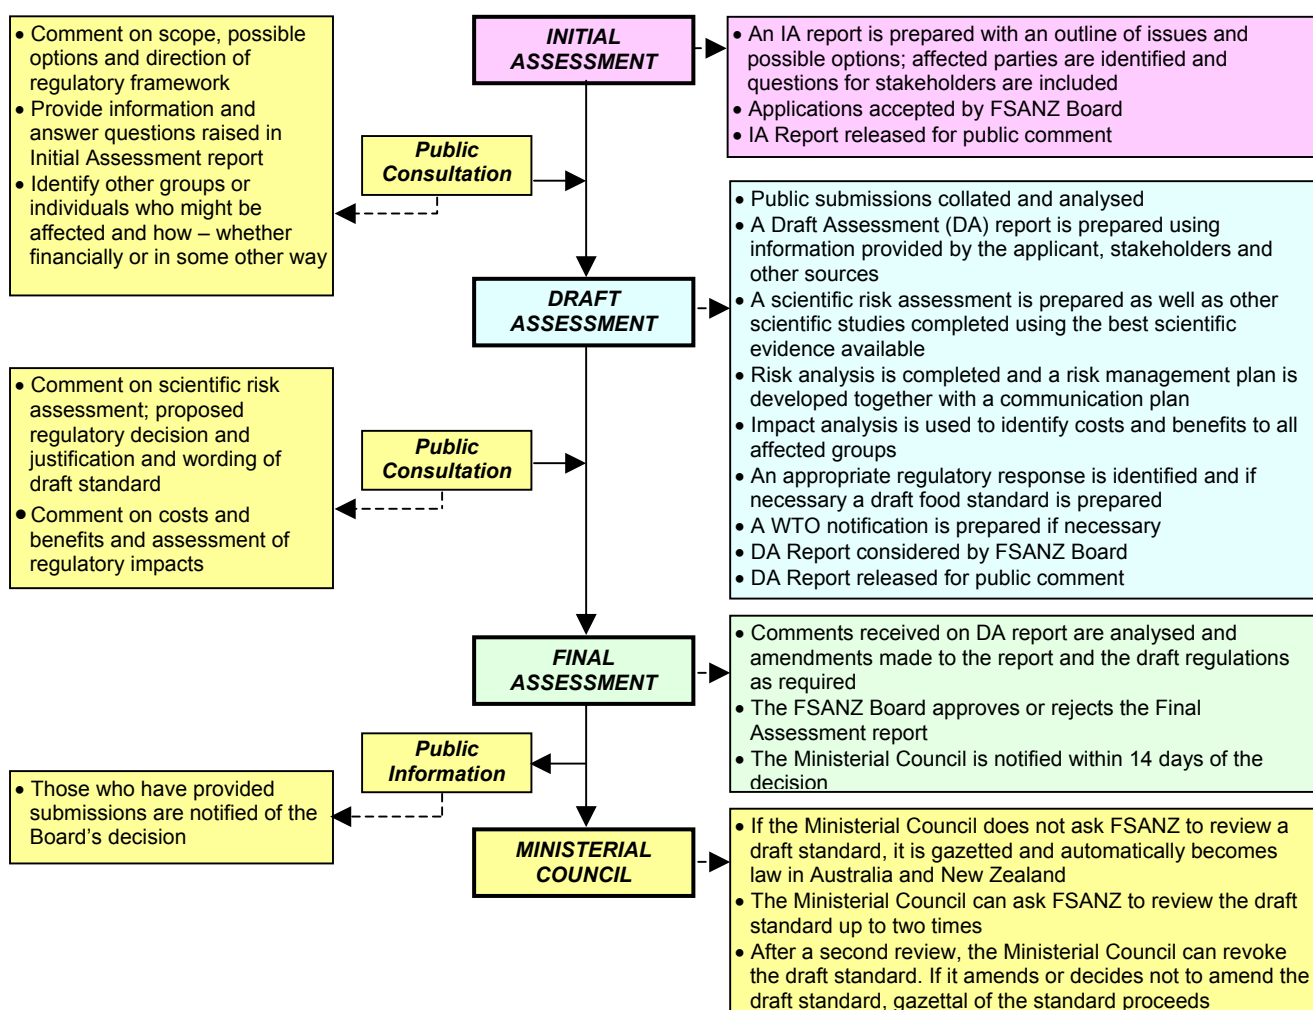 • Comment on scope, possible
options and direction of
regulatory framework
• Provide information and
answer questions raised in
Initial Assessment report
• Identify other groups or
individuals who might be
affected and how – whether
financially or in some other way
INITIAL
ASSESSMENT
• An IA report is prepared with an outline of issues and
possible options; affected parties are identified and
questions for stakeholders are included
• Applications accepted by FSANZ Board
• IA Report released for public comment
Public
Consultation
DRAFT
ASSESSMENT
• Public submissions collated and analysed
• A Draft Assessment (DA) report is prepared using
information provided by the applicant, stakeholders and
other sources
• A scientific risk assessment is prepared as well as other
scientific studies completed using the best scientific
evidence available
• Risk analysis is completed and a risk management plan is
developed together with a communication plan
• Impact analysis is used to identify costs and benefits to all
affected groups
• An appropriate regulatory response is identified and if
necessary a draft food standard is prepared
• A WTO notification is prepared if necessary
• DA Report considered by FSANZ Board
• DA Report released for public comment
• Comment on scientific risk
assessment; proposed
regulatory decision and
justification and wording of
draft standard
• Comment on costs and
benefits and assessment of
regulatory impacts
Public
Consultation
FINAL
ASSESSMENT
• Comments received on DA report are analysed and
amendments made to the report and the draft regulations
as required
• The FSANZ Board approves or rejects the Final
Assessment report
• The Ministerial Council is notified within 14 days of the
decision
Public
Information
• Those who have provided
submissions are notified of the
Board's decision
MINISTERIAL
COUNCIL
• If the Ministerial Council does not ask FSANZ to review a
draft standard, it is gazetted and automatically becomes
law in Australia and New Zealand
• The Ministerial Council can ask FSANZ to review the draft
standard up to two times
• After a second review, the Ministerial Council can revoke
the draft standard. If it amends or decides not to amend the
draft standard, gazettal of the standard proceeds